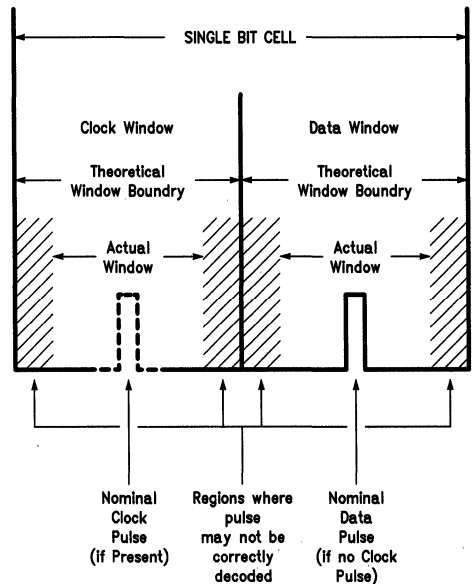 SINGLE BIT CELL
Clock Window
Data Window
Theoretical
Window Boundry
Theoretical
Window Boundry
Actual
Window
Actual
Window
Nominal
Clock
Pulse
(if Present)
Regions where
pulse
may not be
correctly
decoded
Nominal
Data
Pulse
(if no Clock
Pulse)